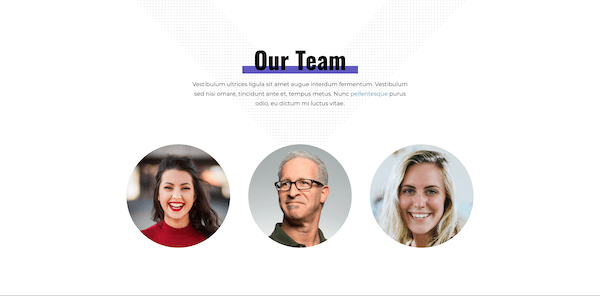 Our Team
Vestibulum ultrices ligula sit amet augue interdum fermentum. Vestibulum
sed nisi ornare, tincidunt ante et, tempus metus. Nunc pellentesque purus
odio, eu dictum mi luctus vitae.